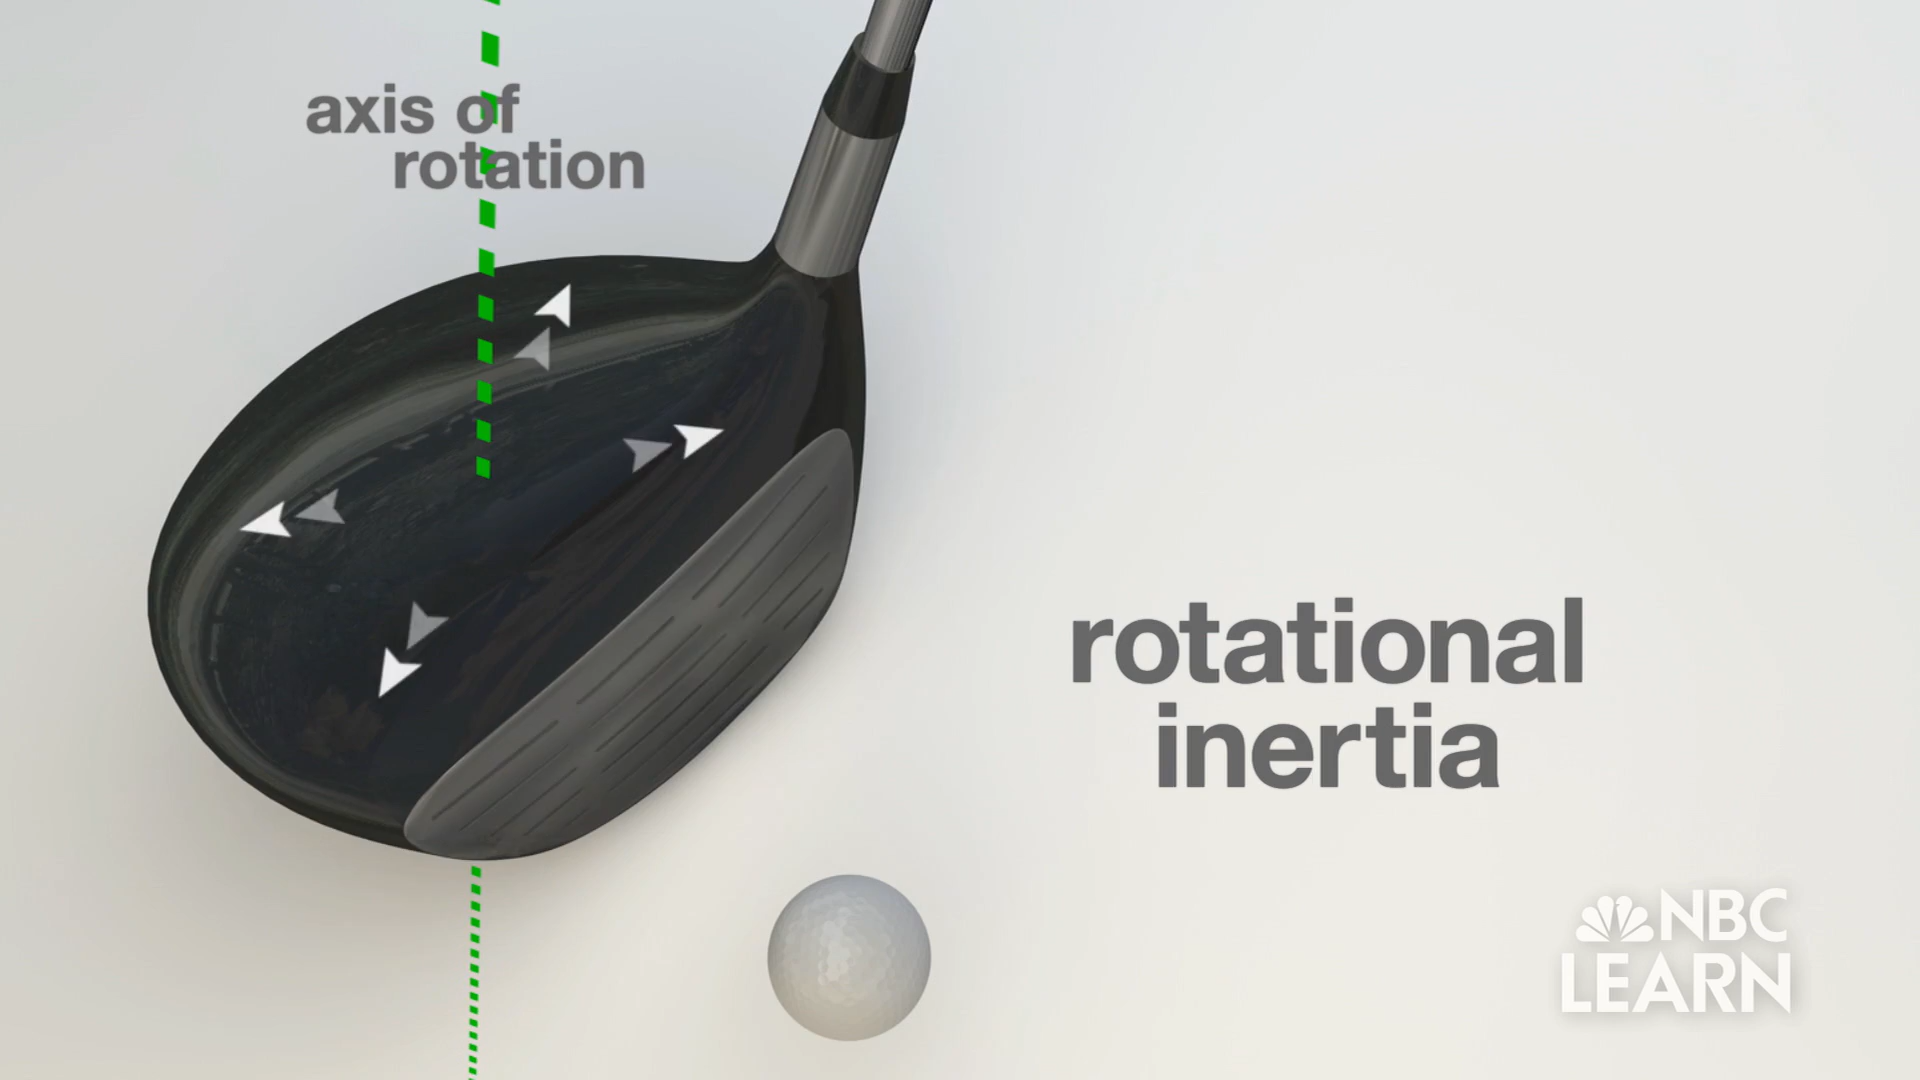 axis of
rotation
rotational
inertia
NBC
LEARN